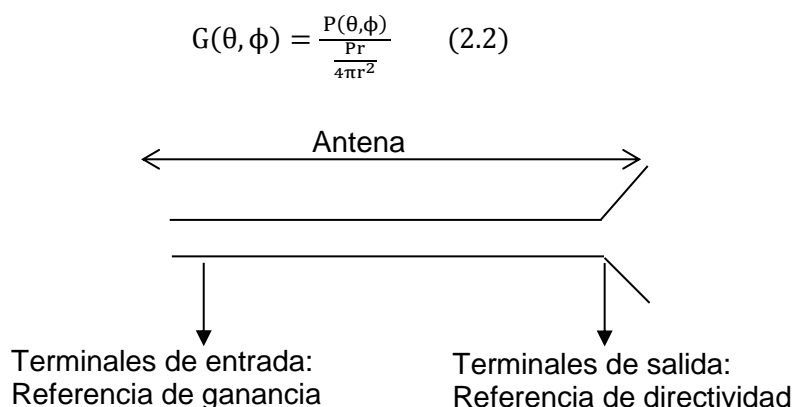 G(θ,ϕ) = P(θ,ϕ) / (Pr / 4πr²) (2.2)
Antena
Terminales de entrada:
Referencia de ganancia
Terminales de salida:
Referencia de directividad